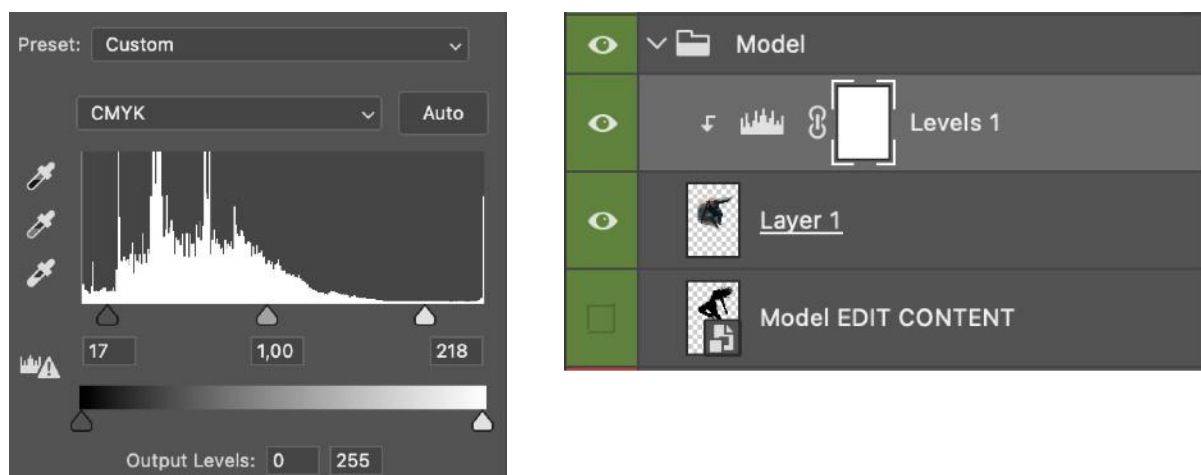 Preset: Custom
CMYK Auto
17 1,00 218
Output Levels: 0 255
Model
Levels 1
Layer 1
Model EDIT CONTENT